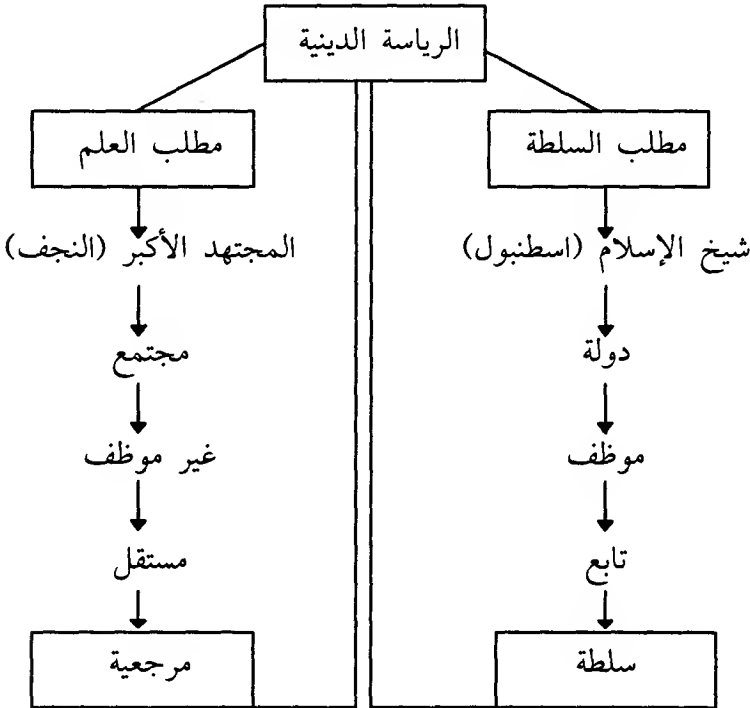 الرياسة الدينية
مطلب السلطة
مطلب العلم
شيخ الإسلام (اسطنبول)
المجتهد الأكبر (النجف)
دولة
مجتمع
موظف
غير موظف
تابع
مستقل
سلطة
مرجعية